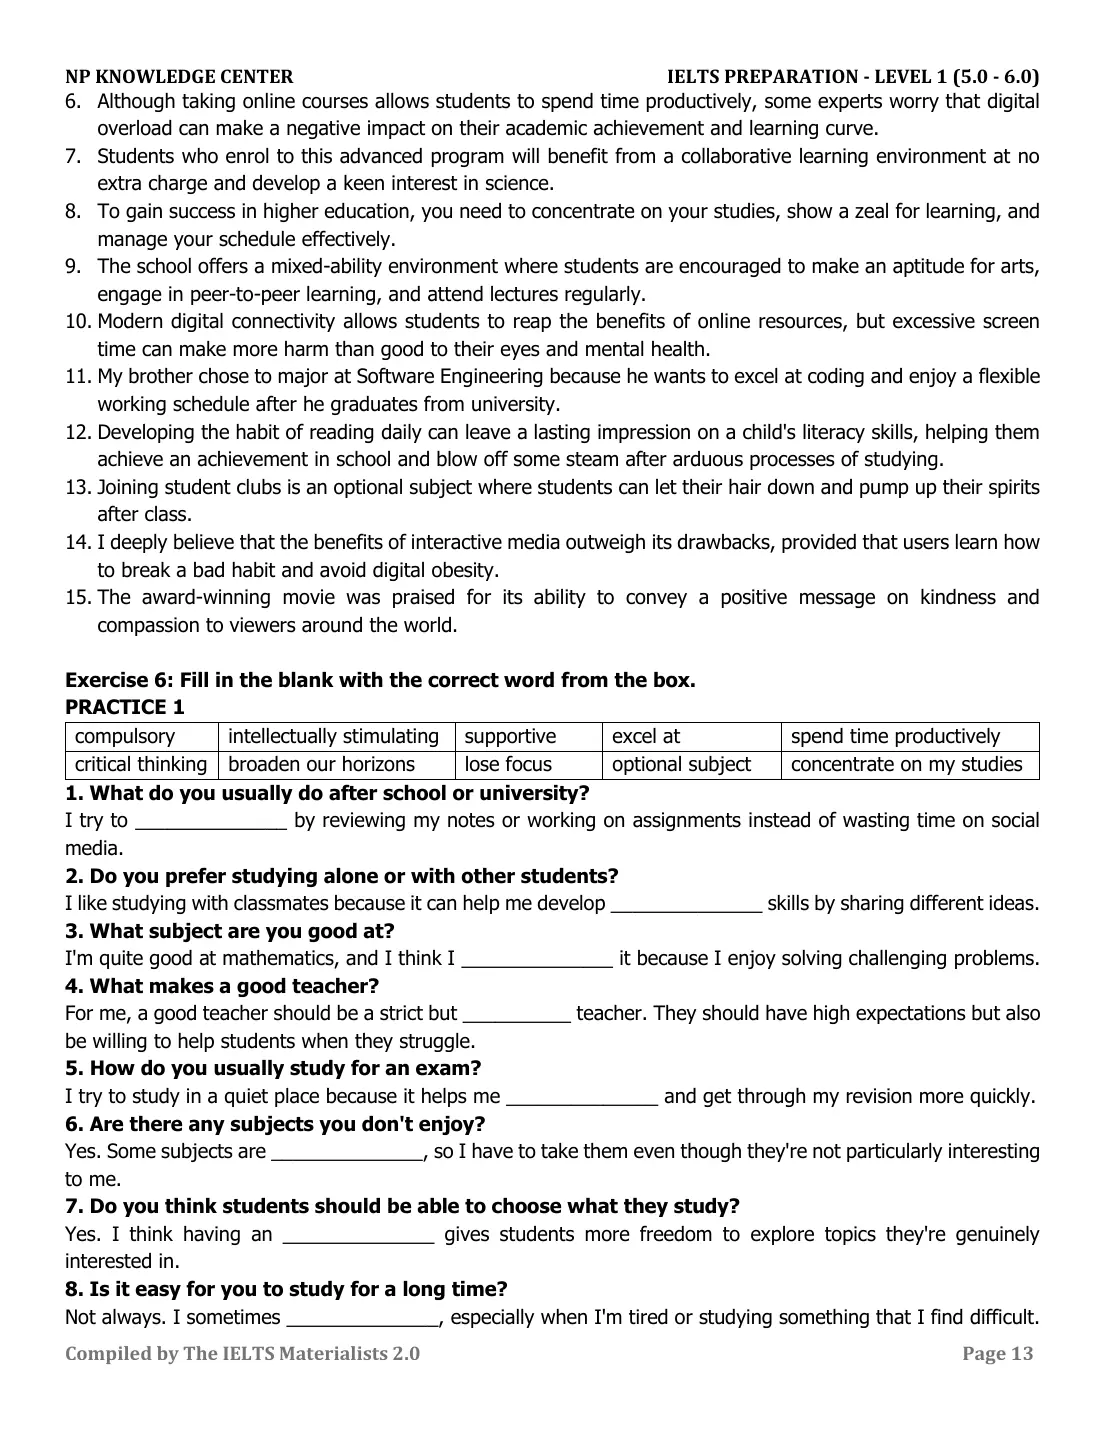 NP KNOWLEDGE CENTER IELTS PREPARATION - LEVEL 1 (5.0 - 6.0)
6. Although taking online courses allows students to spend time productively, some experts worry that digital
overload can make a negative impact on their academic achievement and learning curve.
7. Students who enrol to this advanced program will benefit from a collaborative learning environment at no
extra charge and develop a keen interest in science.
8. To gain success in higher education, you need to concentrate on your studies, show a zeal for learning, and
manage your schedule effectively.
9. The school offers a mixed-ability environment where students are encouraged to make an aptitude for arts,
engage in peer-to-peer learning, and attend lectures regularly.
10. Modern digital connectivity allows students to reap the benefits of online resources, but excessive screen
time can make more harm than good to their eyes and mental health.
11. My brother chose to major at Software Engineering because he wants to excel at coding and enjoy a flexible
working schedule after he graduates from university.
12. Developing the habit of reading daily can leave a lasting impression on a child's literacy skills, helping them
achieve an achievement in school and blow off some steam after arduous processes of studying.
13. Joining student clubs is an optional subject where students can let their hair down and pump up their spirits
after class.
14. I deeply believe that the benefits of interactive media outweigh its drawbacks, provided that users learn how
to break a bad habit and avoid digital obesity.
15. The award-winning movie was praised for its ability to convey a positive message on kindness and
compassion to viewers around the world.
Exercise 6: Fill in the blank with the correct word from the box.
PRACTICE 1
compulsory intellectually stimulating supportive excel at spend time productively
critical thinking broaden our horizons lose focus optional subject concentrate on my studies
1. What do you usually do after school or university?
I try to ______________ by reviewing my notes or working on assignments instead of wasting time on social
media.
2. Do you prefer studying alone or with other students?
I like studying with classmates because it can help me develop ______________ skills by sharing different ideas.
3. What subject are you good at?
I'm quite good at mathematics, and I think I ______________ it because I enjoy solving challenging problems.
4. What makes a good teacher?
For me, a good teacher should be a strict but __________ teacher. They should have high expectations but also
be willing to help students when they struggle.
5. How do you usually study for an exam?
I try to study in a quiet place because it helps me ______________ and get through my revision more quickly.
6. Are there any subjects you don't enjoy?
Yes. Some subjects are ______________, so I have to take them even though they're not particularly interesting
to me.
7. Do you think students should be able to choose what they study?
Yes. I think having an ______________ gives students more freedom to explore topics they're genuinely
interested in.
8. Is it easy for you to study for a long time?
Not always. I sometimes ______________, especially when I'm tired or studying something that I find difficult.
Compiled by The IELTS Materialists 2.0 Page 13